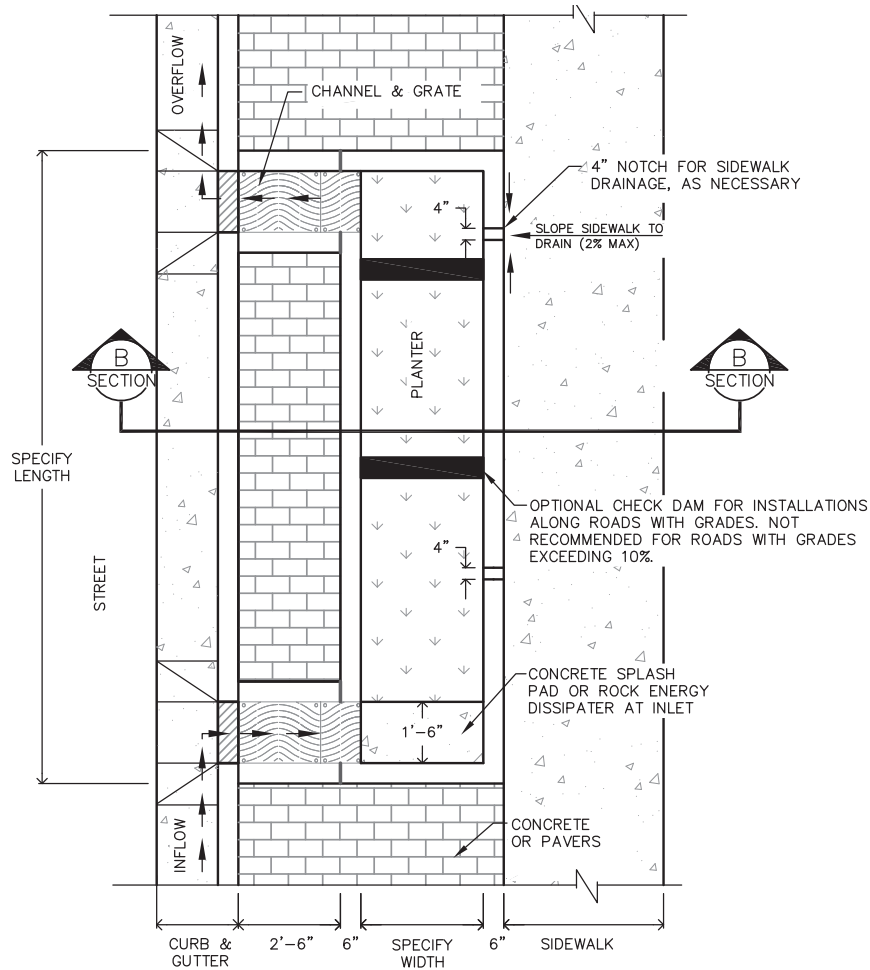 OVERFLOW
CHANNEL & GRATE
4" NOTCH FOR SIDEWALK
DRAINAGE, AS NECESSARY
4"
SLOPE SIDEWALK TO
DRAIN (2% MAX)
B
SECTION
PLANTER
B
SECTION
SPECIFY
LENGTH
OPTIONAL CHECK DAM FOR INSTALLATIONS
ALONG ROADS WITH GRADES. NOT
RECOMMENDED FOR ROADS WITH GRADES
EXCEEDING 10%.
4"
STREET
CONCRETE SPLASH
PAD OR ROCK ENERGY
DISSIPATER AT INLET
1'-6"
INFLOW
CONCRETE
OR PAVERS
CURB &
GUTTER
2'-6"
6"
SPECIFY
WIDTH
6"
SIDEWALK